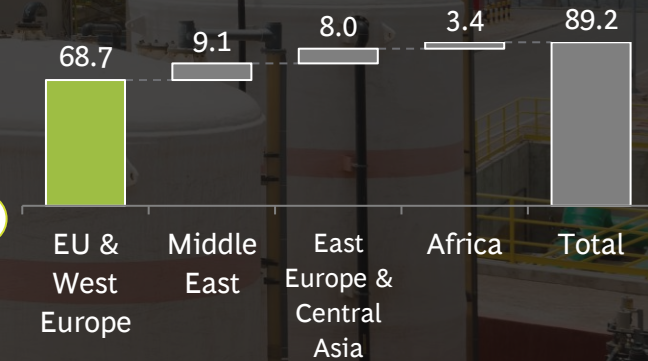 68.7
9.1
8.0
3.4
89.2
EU &
West
Europe
Middle
East
East
Europe &
Central
Asia
Africa
Total